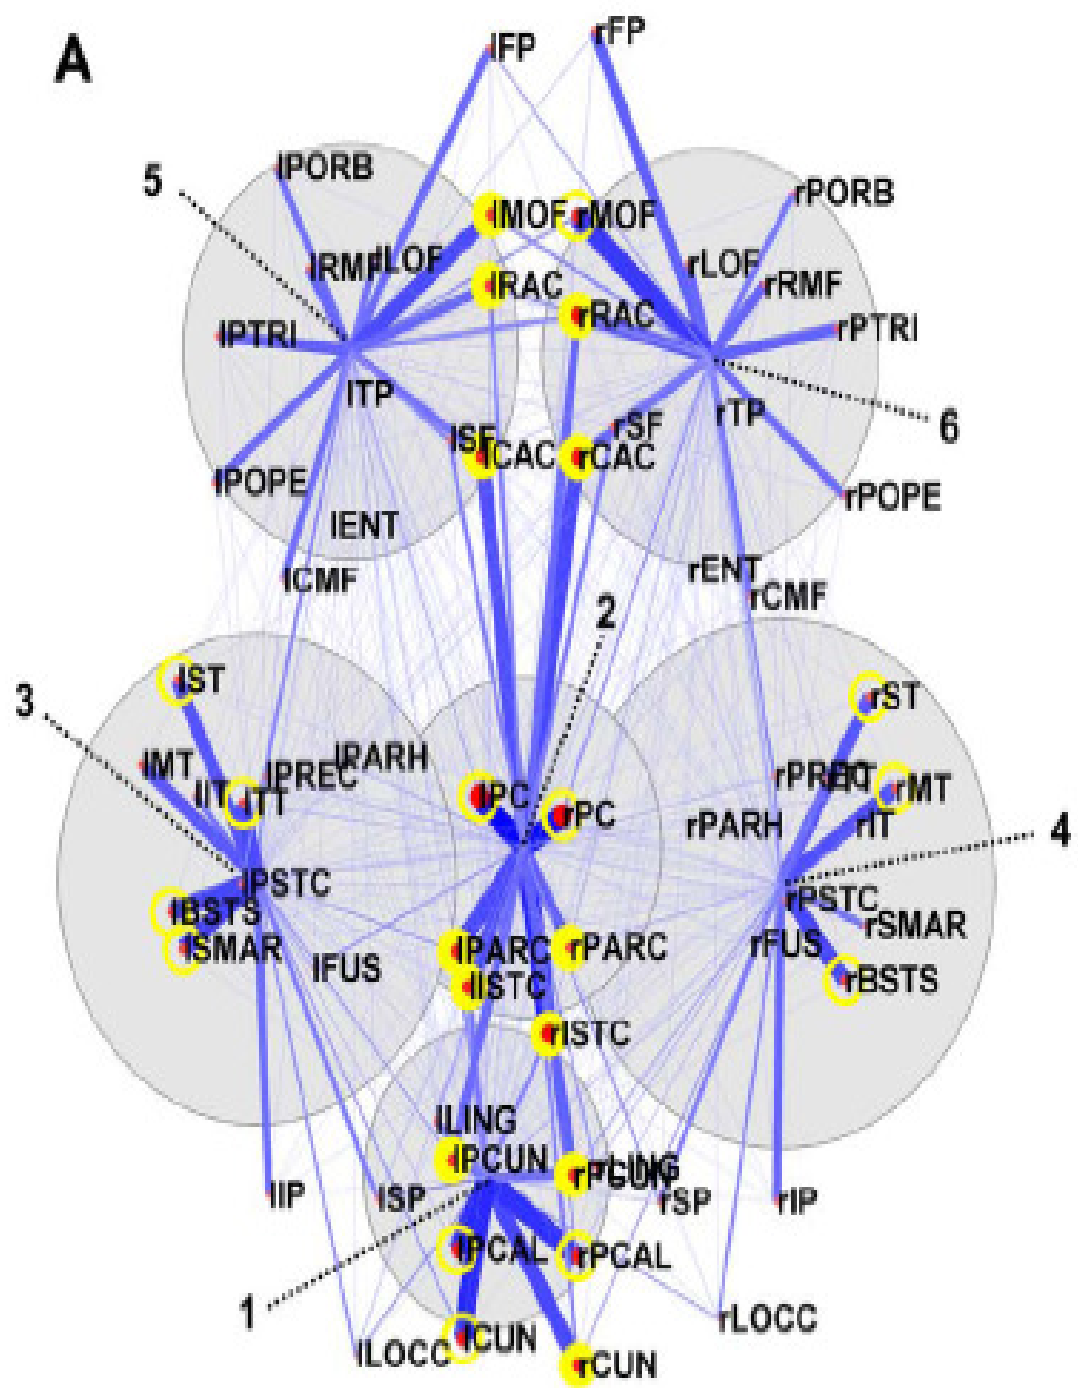 A
lFP
rFP
lPORB
5
rPORB
lMOF
rMOF
lLOF
lRMF
rLOF
lRAC
rRMF
rRAC
lPTRI
rPTRI
lTP
rTP
6
lSF
rSF
lCAC
rCAC
lPOPE
rPOPE
lENT
rENT
lCMF
rCMF
2
lST
rST
3
lPARH
lMT
lPREC
rPREC
rMT
lIT
lTT
lPC
rPC
rPARH
rIT
4
lPSTC
rPSTC
lBSTS
rSMAR
lSMAR
lPARC
rPARC
rFUS
lFUS
lISTC
rBSTS
rISTC
lLING
lPCUN
rPCUN
rLING
lIP
lSP
rSP
rIP
lPCAL
rPCAL
1
rLOCC
lCUN
lLOCC
rCUN